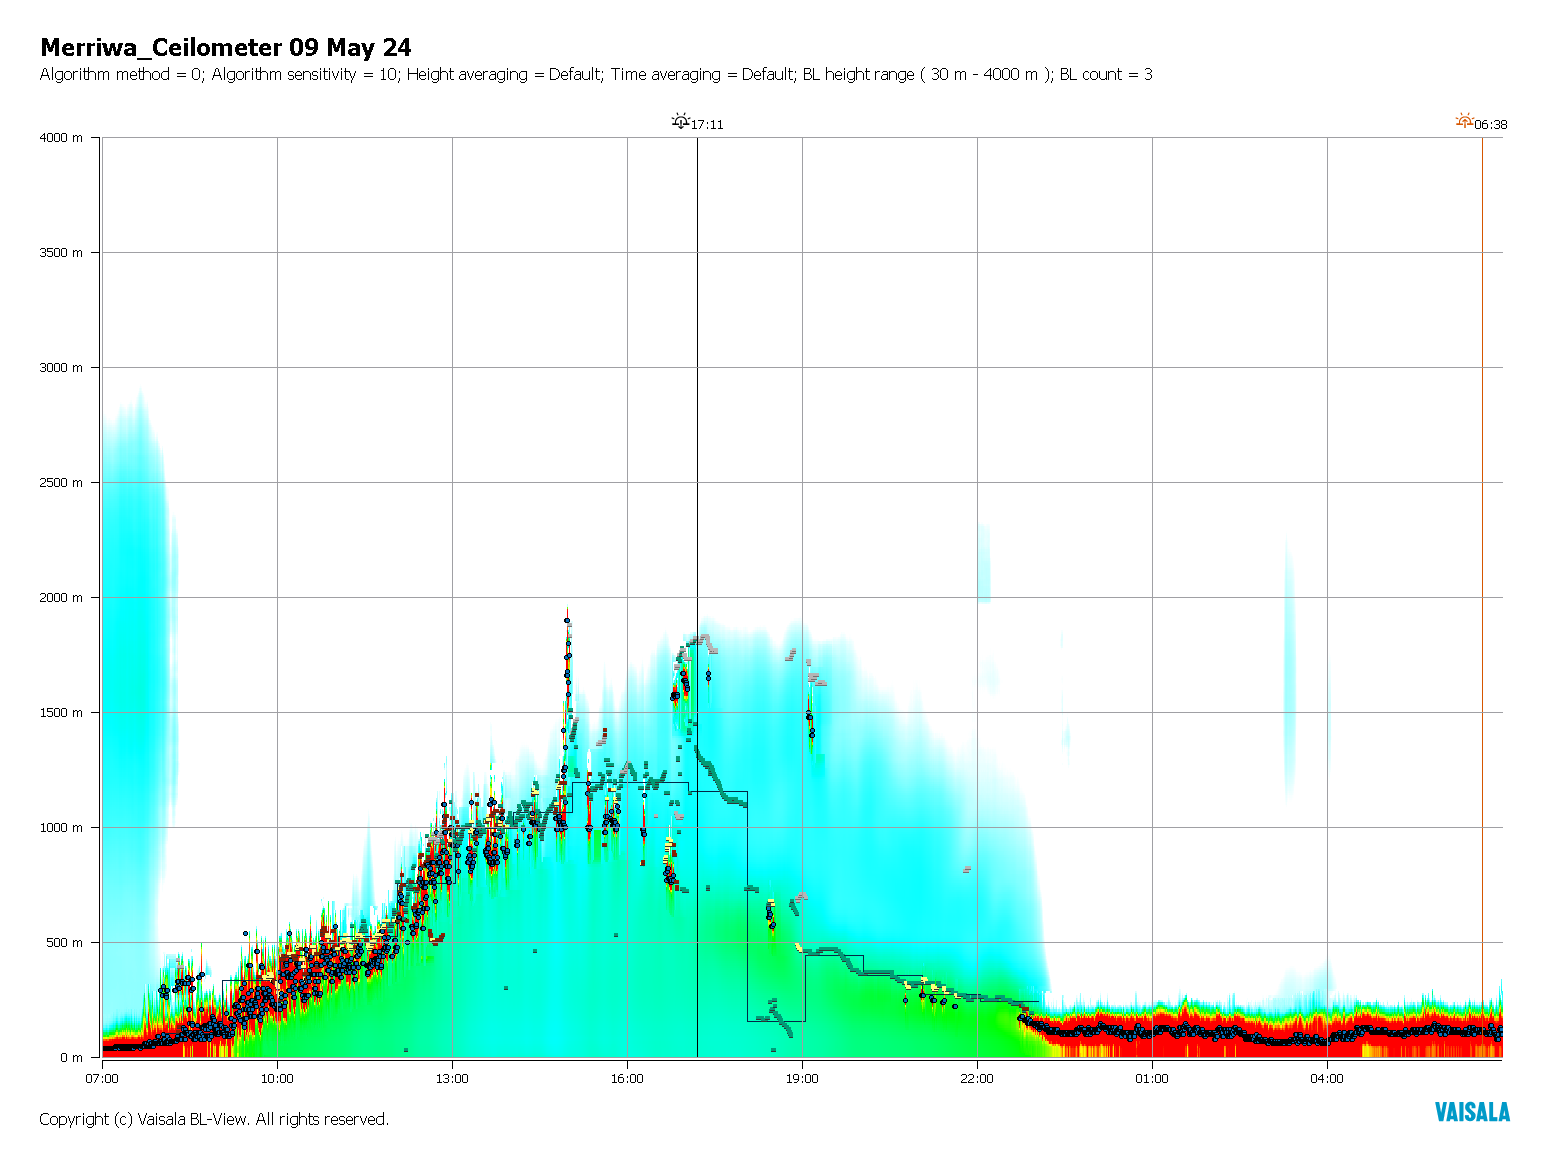 Merriwa_Ceilometer 09 May 24
Algorithm method = 0; Algorithm sensitivity = 10; Height averaging = Default; Time averaging = Default; BL height range ( 30 m - 4000 m ); BL count = 3
17:11
06:38
4000 m
3500 m
3000 m
2500 m
2000 m
1500 m
1000 m
500 m
0 m
07:00 10:00 13:00 16:00 19:00 22:00 01:00 04:00
Copyright (c) Vaisala BL-View. All rights reserved.
VAISALA